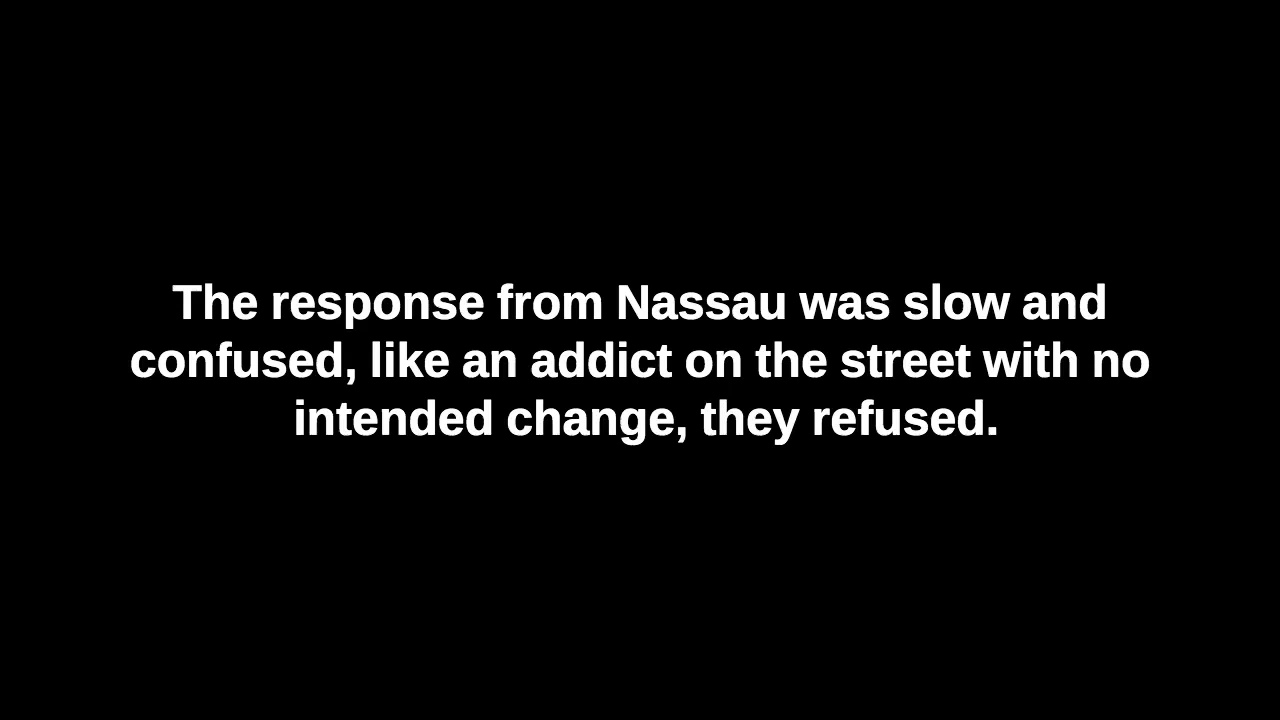 The response from Nassau was slow and
confused, like an addict on the street with no
intended change, they refused.